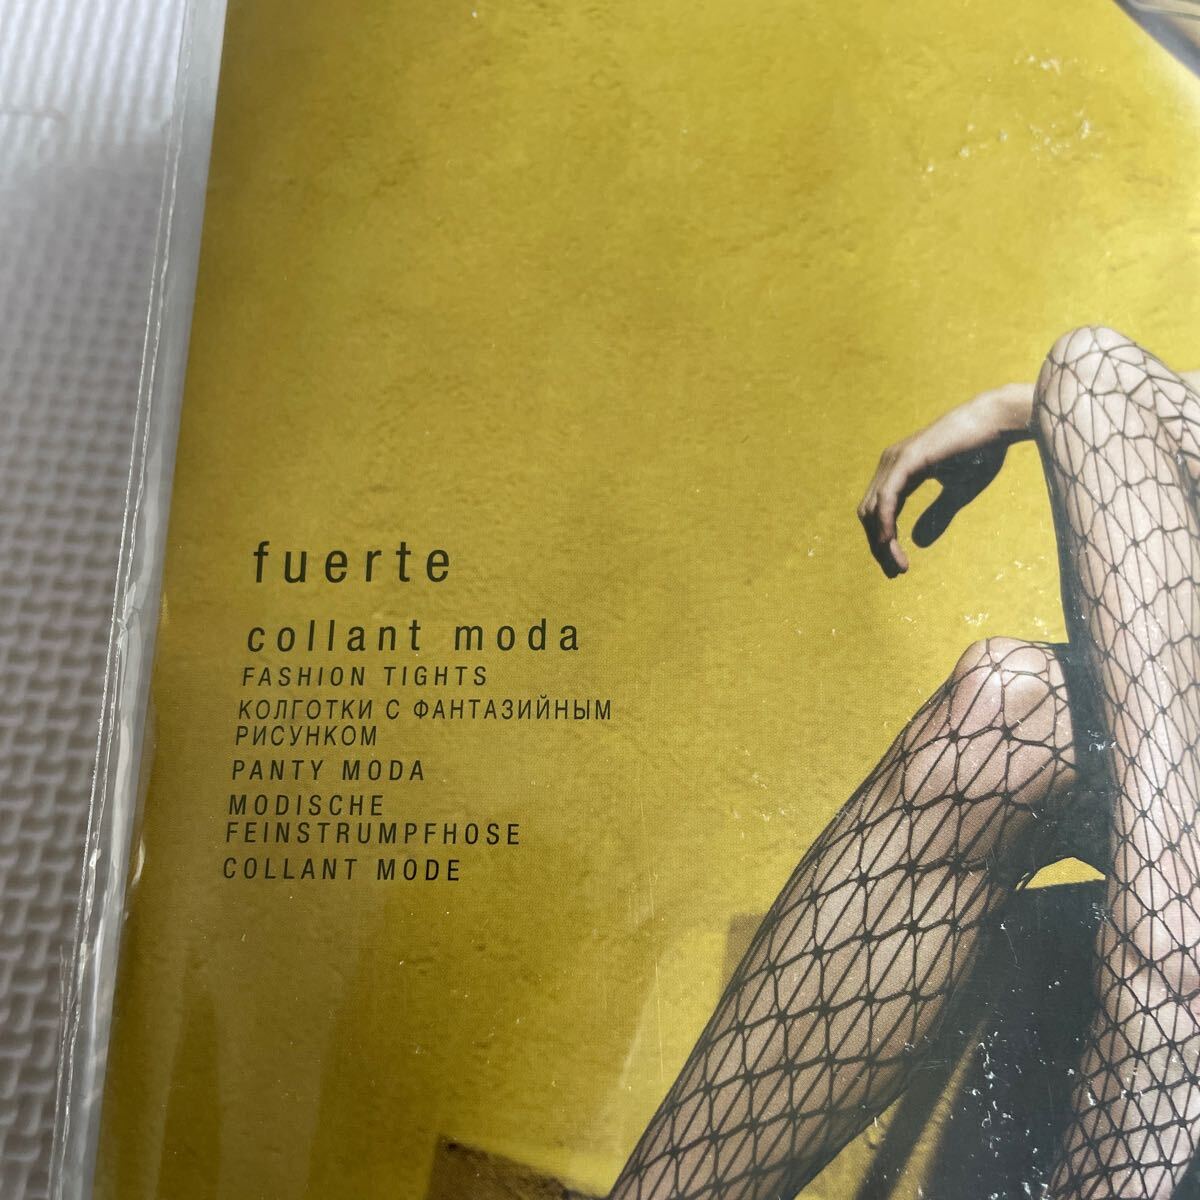 fuerte
collant moda
FASHION TIGHTS
КОЛГОТКИ С ФАНТАЗИЙНЫМ
РИСУНКОМ
PANTY MODA
MODISCHE
FEINSTRUMPFHOSE
COLLANT MODE